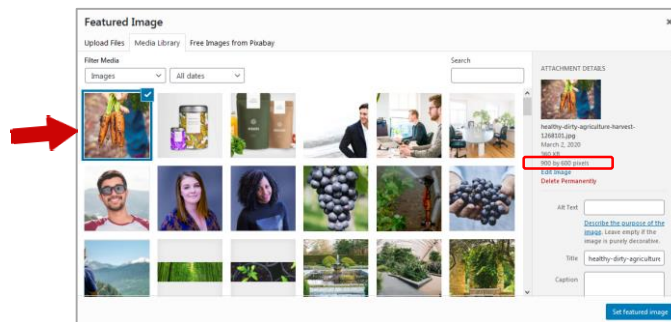 Featured Image
Upload Files Media Library Free Images from Pixabay
Filter Media
Search
Images All dates
ATTACHMENT DETAILS
healthy-dirty-agriculture-harvest-
1268101.jpg
March 2, 2020
900 by 600 pixels
Edit Image
Delete Permanently
Alt Text
Describe the purpose of the
image. Leave empty if the
image is purely decorative.
Title healthy-dirty-agriculture
Caption
Set featured image